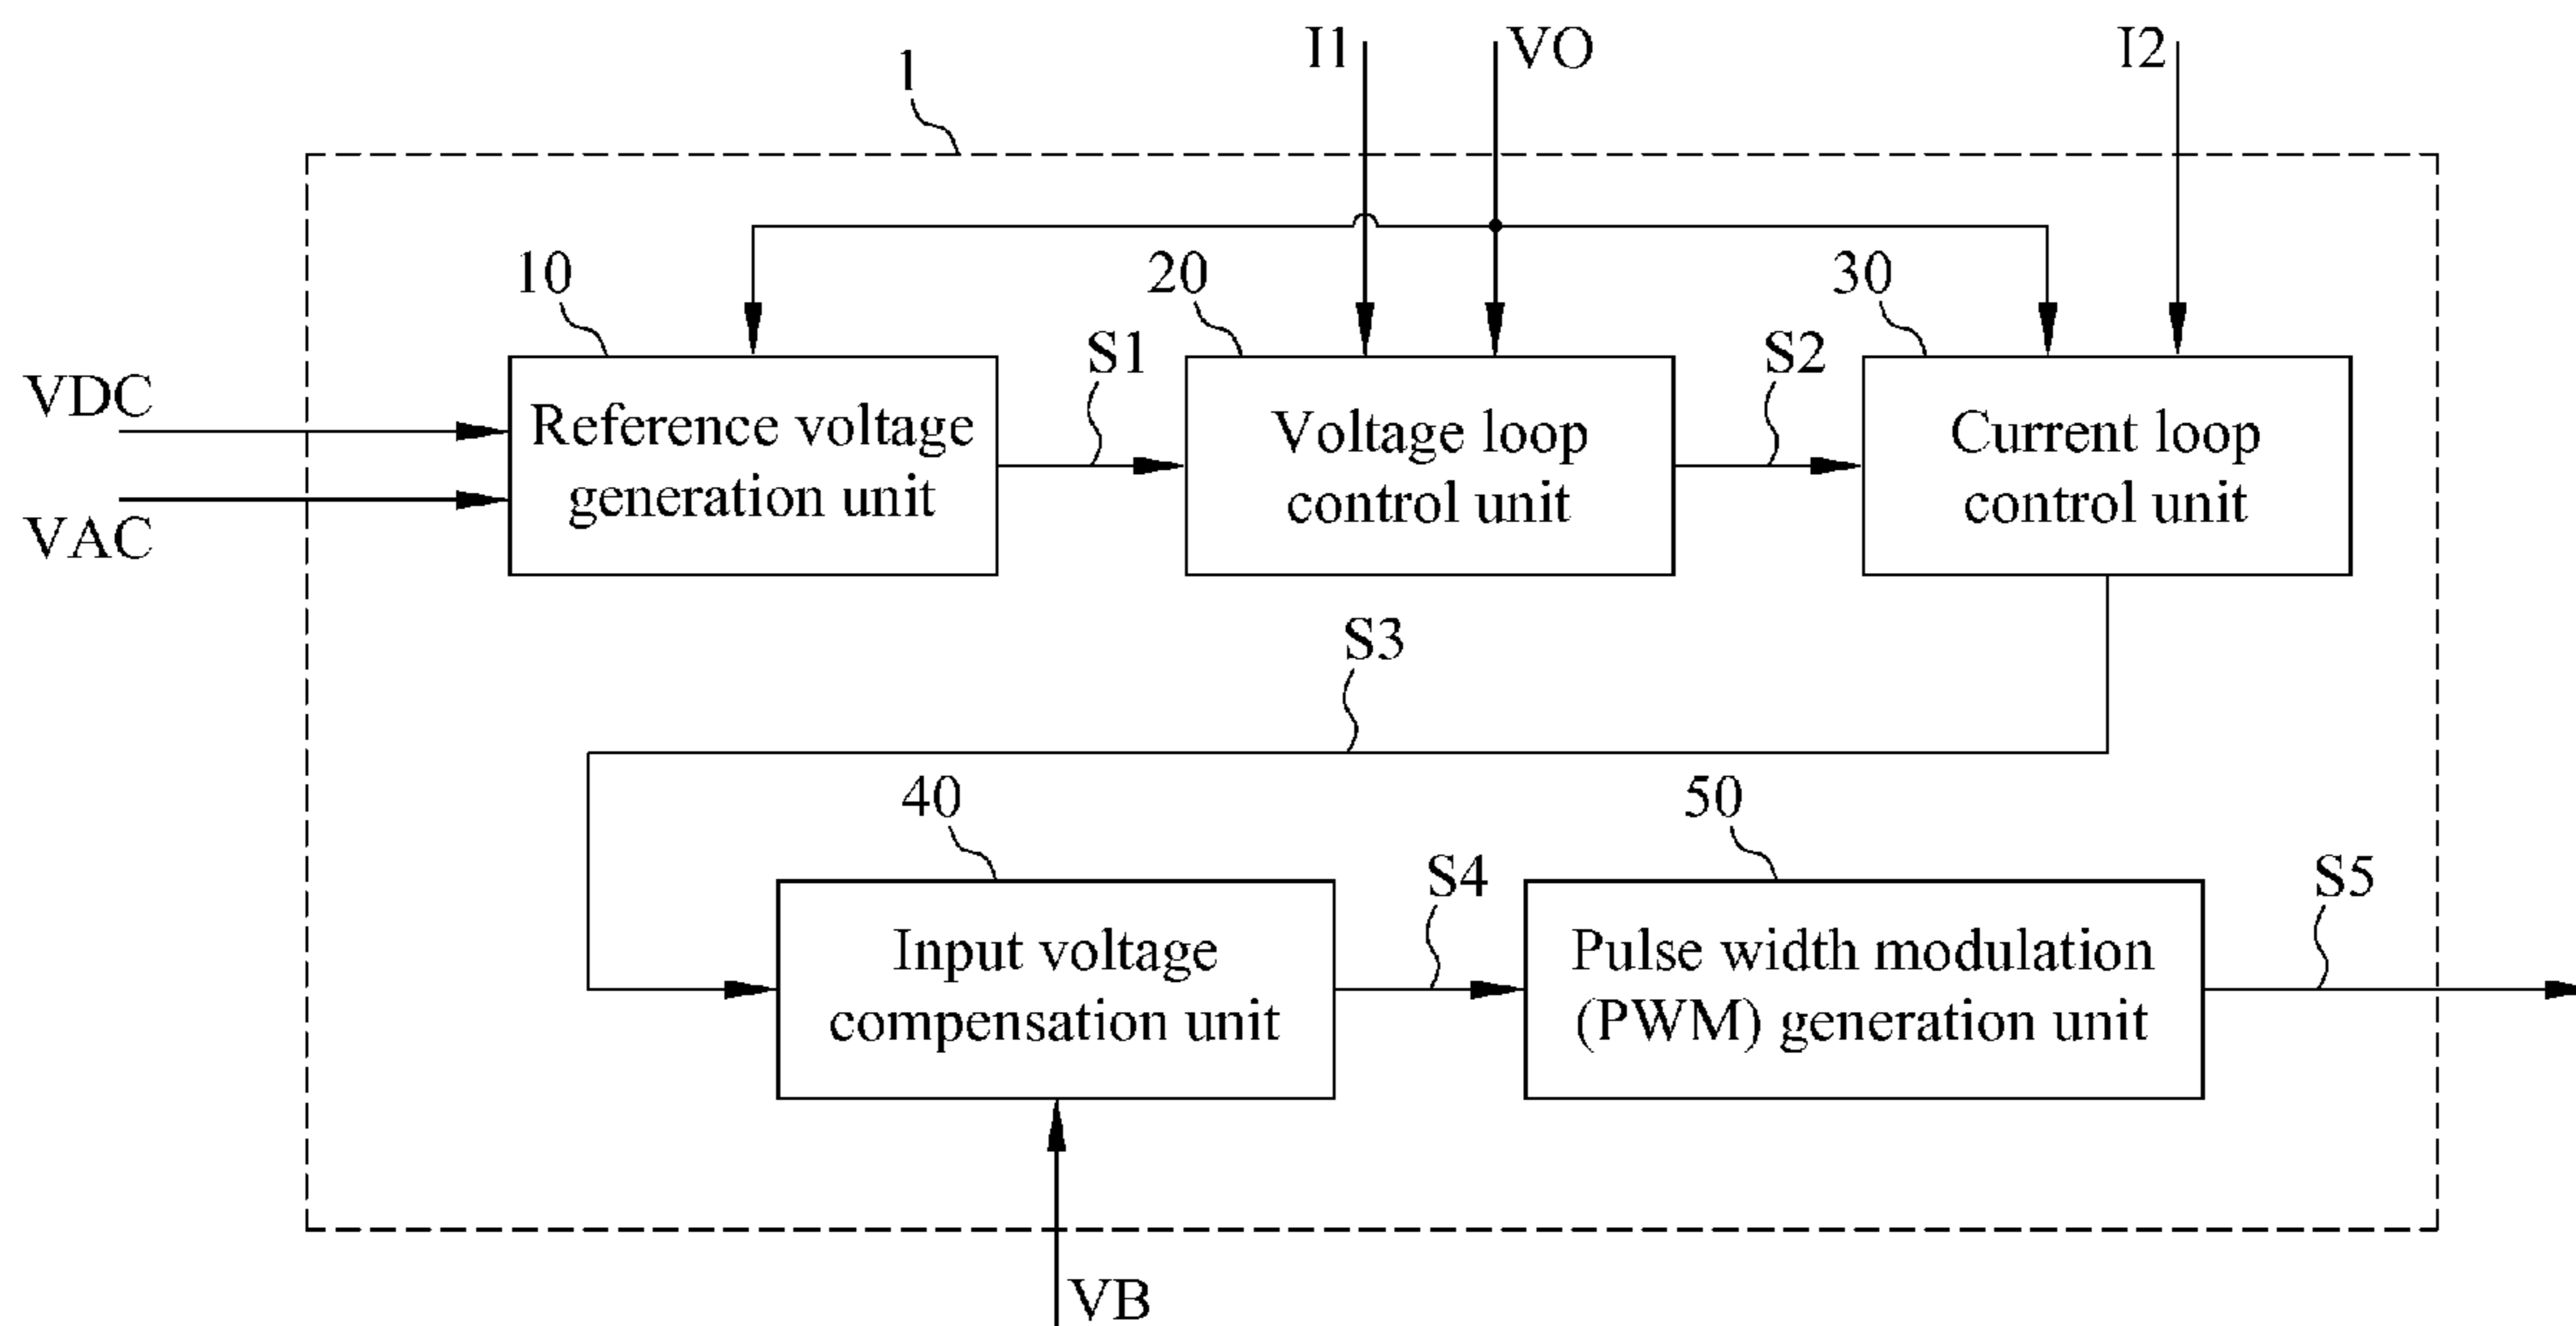 I1
VO
I2
1
10
20
30
S1
S2
VDC
VAC
Reference voltage
generation unit
Voltage loop
control unit
Current loop
control unit
S3
40
50
S4
S5
Input voltage
compensation unit
Pulse width modulation
(PWM) generation unit
VB